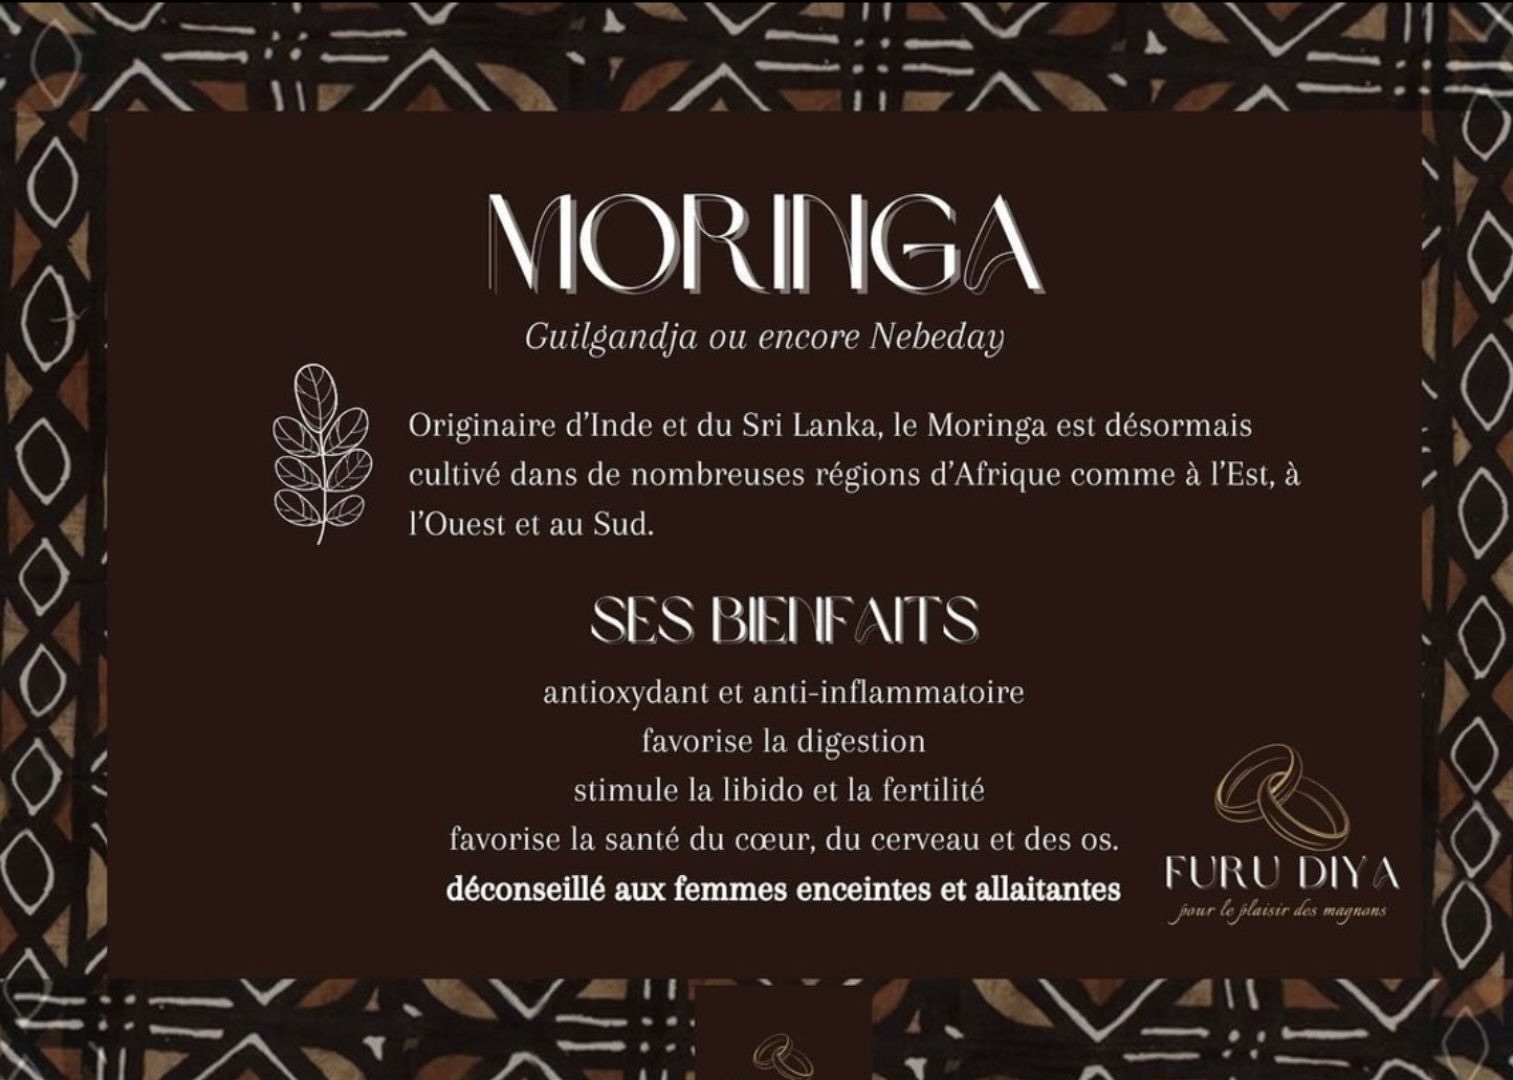 MORINGA
Guilgandja ou encore Nebeday
Originaire d’Inde et du Sri Lanka, le Moringa est désormais
cultivé dans de nombreuses régions d’Afrique comme à l’Est, à
l’Ouest et au Sud.
SES BIENFAITS
antioxydant et anti-inflammatoire
favorise la digestion
stimule la libido et la fertilité
favorise la santé du cœur, du cerveau et des os.
déconseillé aux femmes enceintes et allaitantes
FURU DIYA
pour le plaisir des magnons